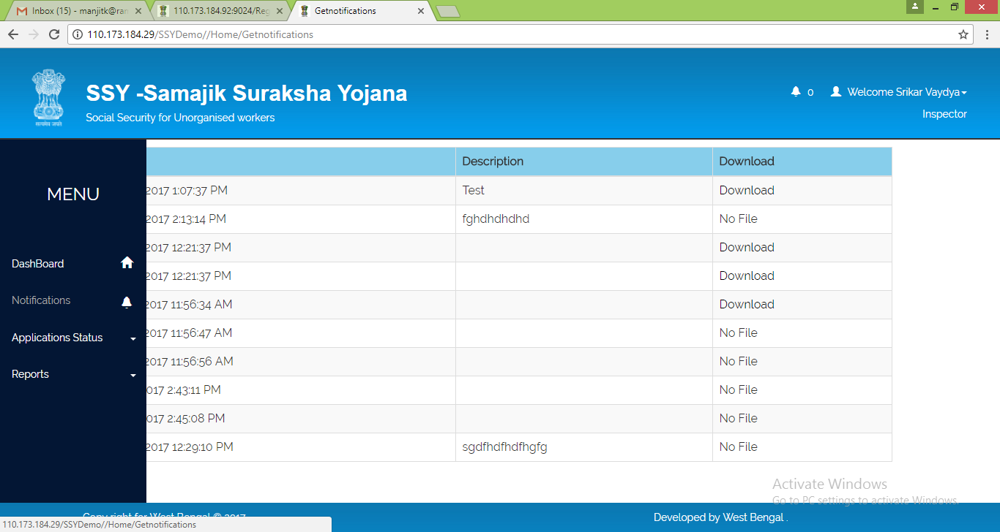 Inbox (15) - manjitk@ran
110.173.184.92:9024/Reg
Getnotifications
110.173.184.29/SSYDemo//Home/Getnotifications
SSY -Samajik Suraksha Yojana
Social Security for Unorganised workers
0 Welcome Srikar Vaydya
Inspector
सत्यमेव जयते
MENU
DashBoard
Notifications
Applications Status
Reports
Description Download
2017 1:07:37 PM Test Download
2017 2:13:14 PM fghdhdhdhd No File
2017 12:21:37 PM Download
2017 12:21:37 PM Download
2017 11:56:34 AM Download
2017 11:56:47 AM No File
2017 11:56:56 AM No File
017 2:43:11 PM No File
017 2:45:08 PM No File
2017 12:29:10 PM sgdfhdfhdfhgfg No File
Activate Windows
Go to PC settings to activate Windows.
Copy right for West Bengal © 2017
Developed by West Bengal .
110.173.184.29/SSYDemo//Home/Getnotifications